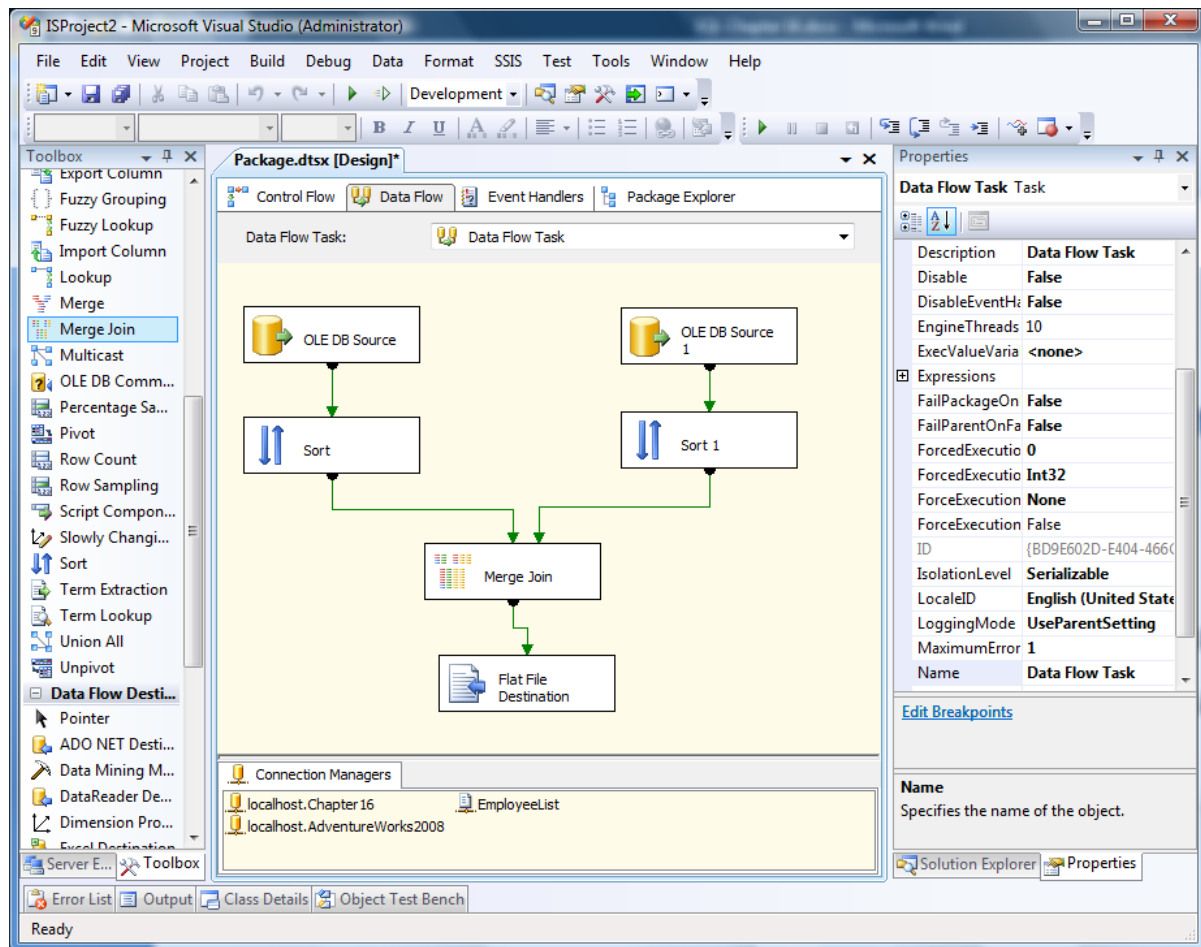 ISProject2 - Microsoft Visual Studio (Administrator)
File Edit View Project Build Debug Data Format SSIS Test Tools Window Help
Development
B I U
Toolbox
Export Column
Fuzzy Grouping
Fuzzy Lookup
Import Column
Lookup
Merge
Merge Join
Multicast
OLE DB Comm...
Percentage Sa...
Pivot
Row Count
Row Sampling
Script Compon...
Slowly Changi...
Sort
Term Extraction
Term Lookup
Union All
Unpivot
Data Flow Desti...
Pointer
ADO NET Desti...
Data Mining M...
DataReader De...
Dimension Pro...
Excel Destination
Server E... Toolbox
Package.dtsx [Design]*
Control Flow Data Flow Event Handlers Package Explorer
Data Flow Task: Data Flow Task
OLE DB Source
OLE DB Source
1
Sort
Sort 1
Merge Join
Flat File
Destination
Connection Managers
localhost.Chapter16 EmployeeList
localhost.AdventureWorks2008
Properties
Data Flow Task Task
Description Data Flow Task
Disable False
DisableEventHa False
EngineThreads 10
ExecValueVaria <none>
Expressions
FailPackageOn False
FailParentOnFa False
ForcedExecutio 0
ForcedExecutio Int32
ForceExecution None
ForceExecution False
ID {BD9E602D-E404-466C
IsolationLevel Serializable
LocaleID English (United State
LoggingMode UseParentSetting
MaximumError 1
Name Data Flow Task
Edit Breakpoints
Name
Specifies the name of the object.
Solution Explorer Properties
Error List Output Class Details Object Test Bench
Ready